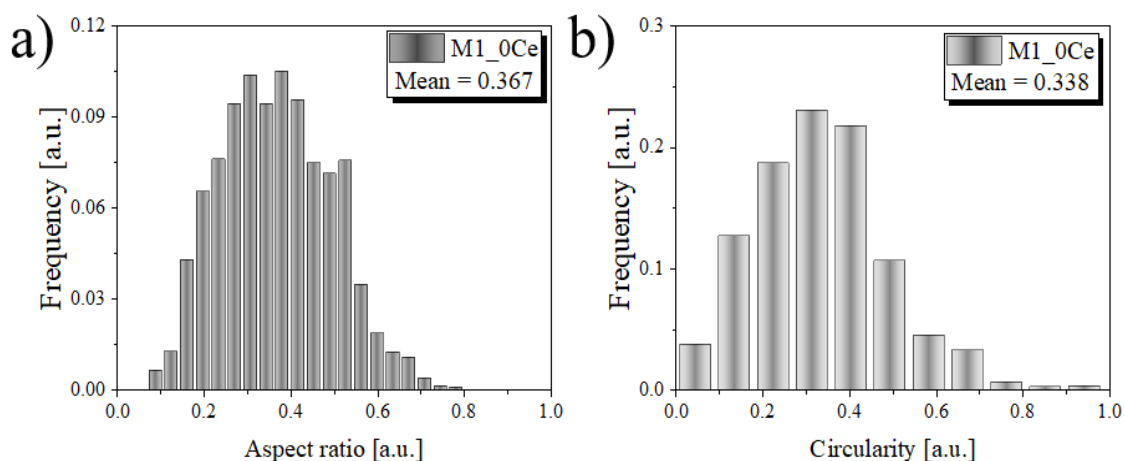 a)
M1_0Ce
Mean = 0.367
Frequency [a.u.]
0.12
0.09
0.06
0.03
0.00
0.0 0.2 0.4 0.6 0.8 1.0
Aspect ratio [a.u.]
b)
M1_0Ce
Mean = 0.338
Frequency [a.u.]
0.3
0.2
0.1
0.0
0.0 0.2 0.4 0.6 0.8 1.0
Circularity [a.u.]